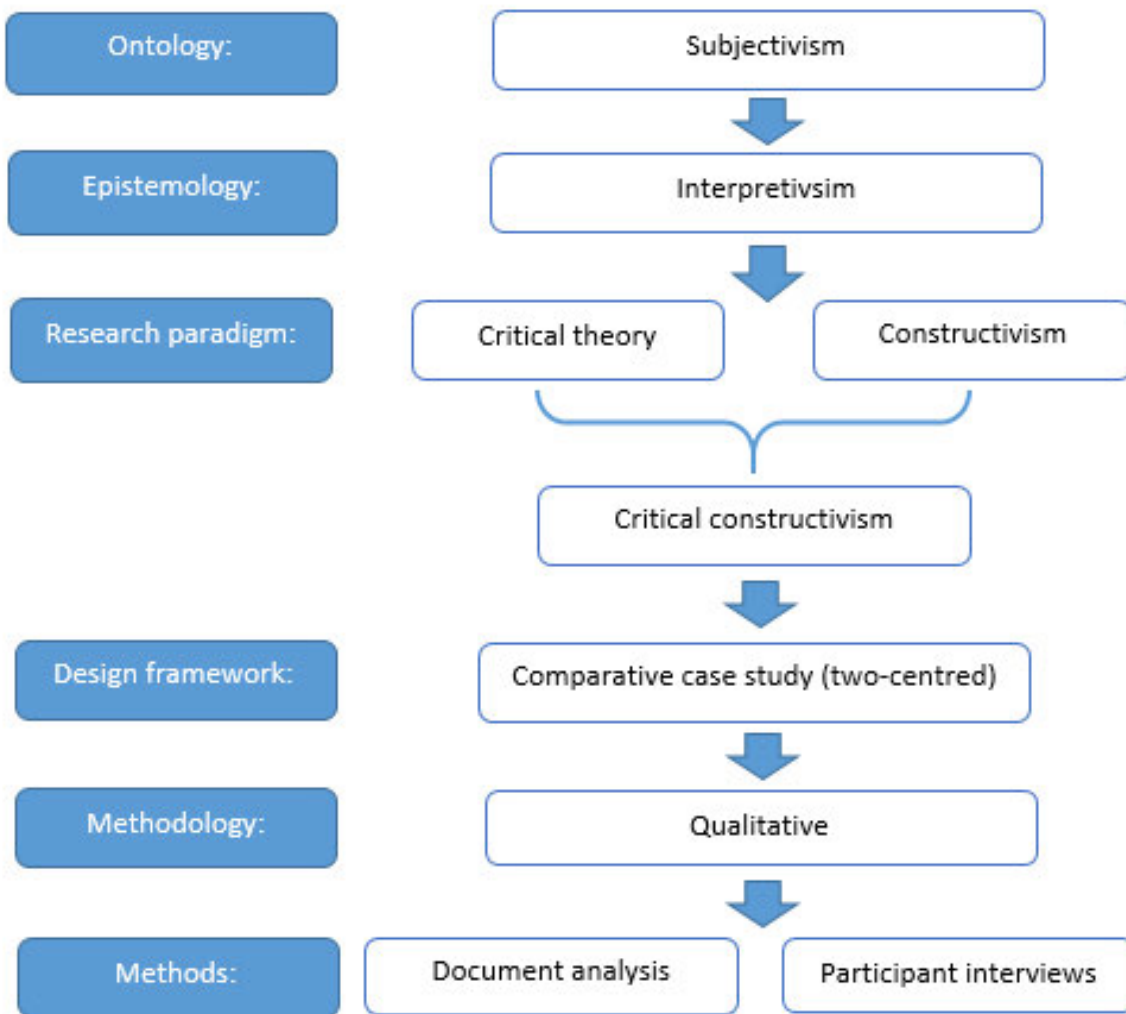 Ontology:
Subjectivism
Epistemology:
Interpretivsim
Research paradigm:
Critical theory
Constructivism
Critical constructivism
Design framework:
Comparative case study (two-centred)
Methodology:
Qualitative
Methods:
Document analysis
Participant interviews